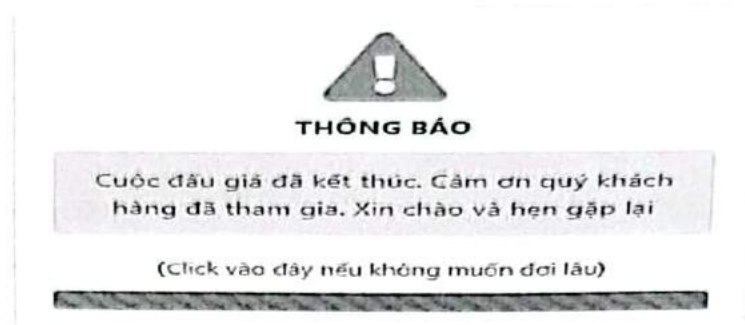 THÔNG BÁO
Cuộc đấu giá đã kết thúc. Cảm ơn quý khách
hàng đã tham gia. Xin chào và hẹn gặp lại
(Click vào đây nếu không muốn đợi lâu)